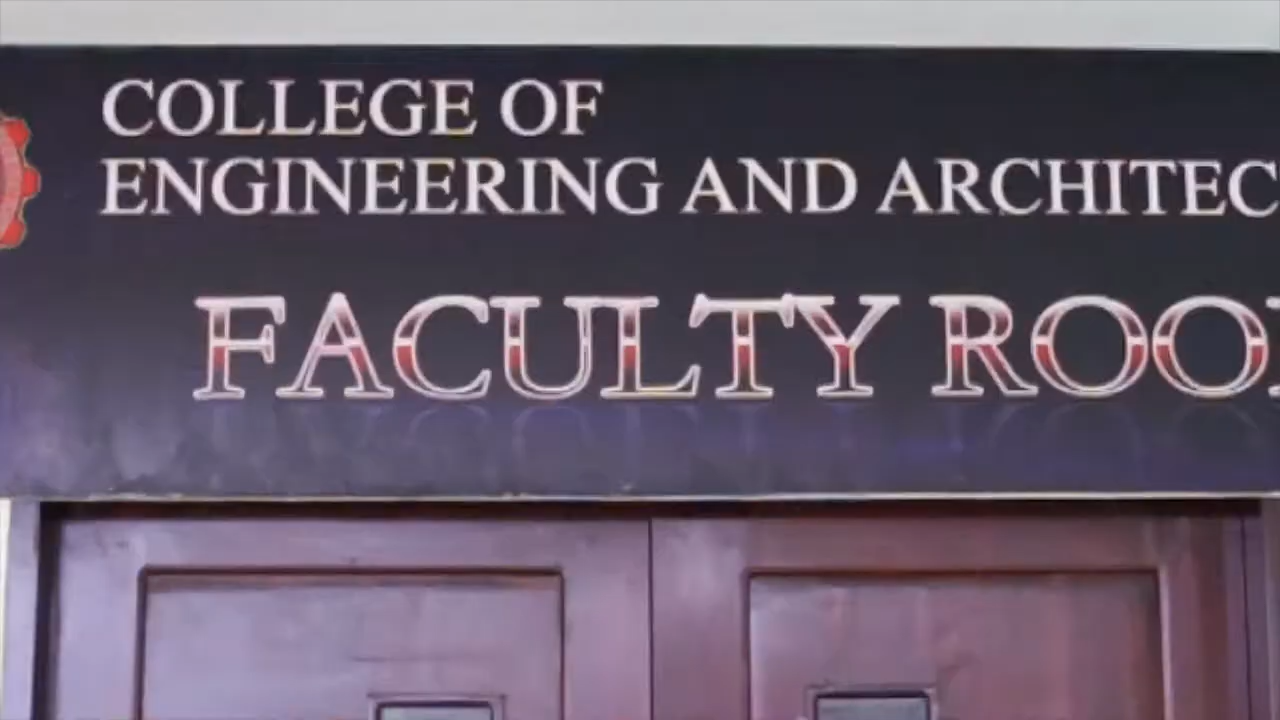 COLLEGE OF
ENGINEERING AND ARCHITEC
FACULTY ROO